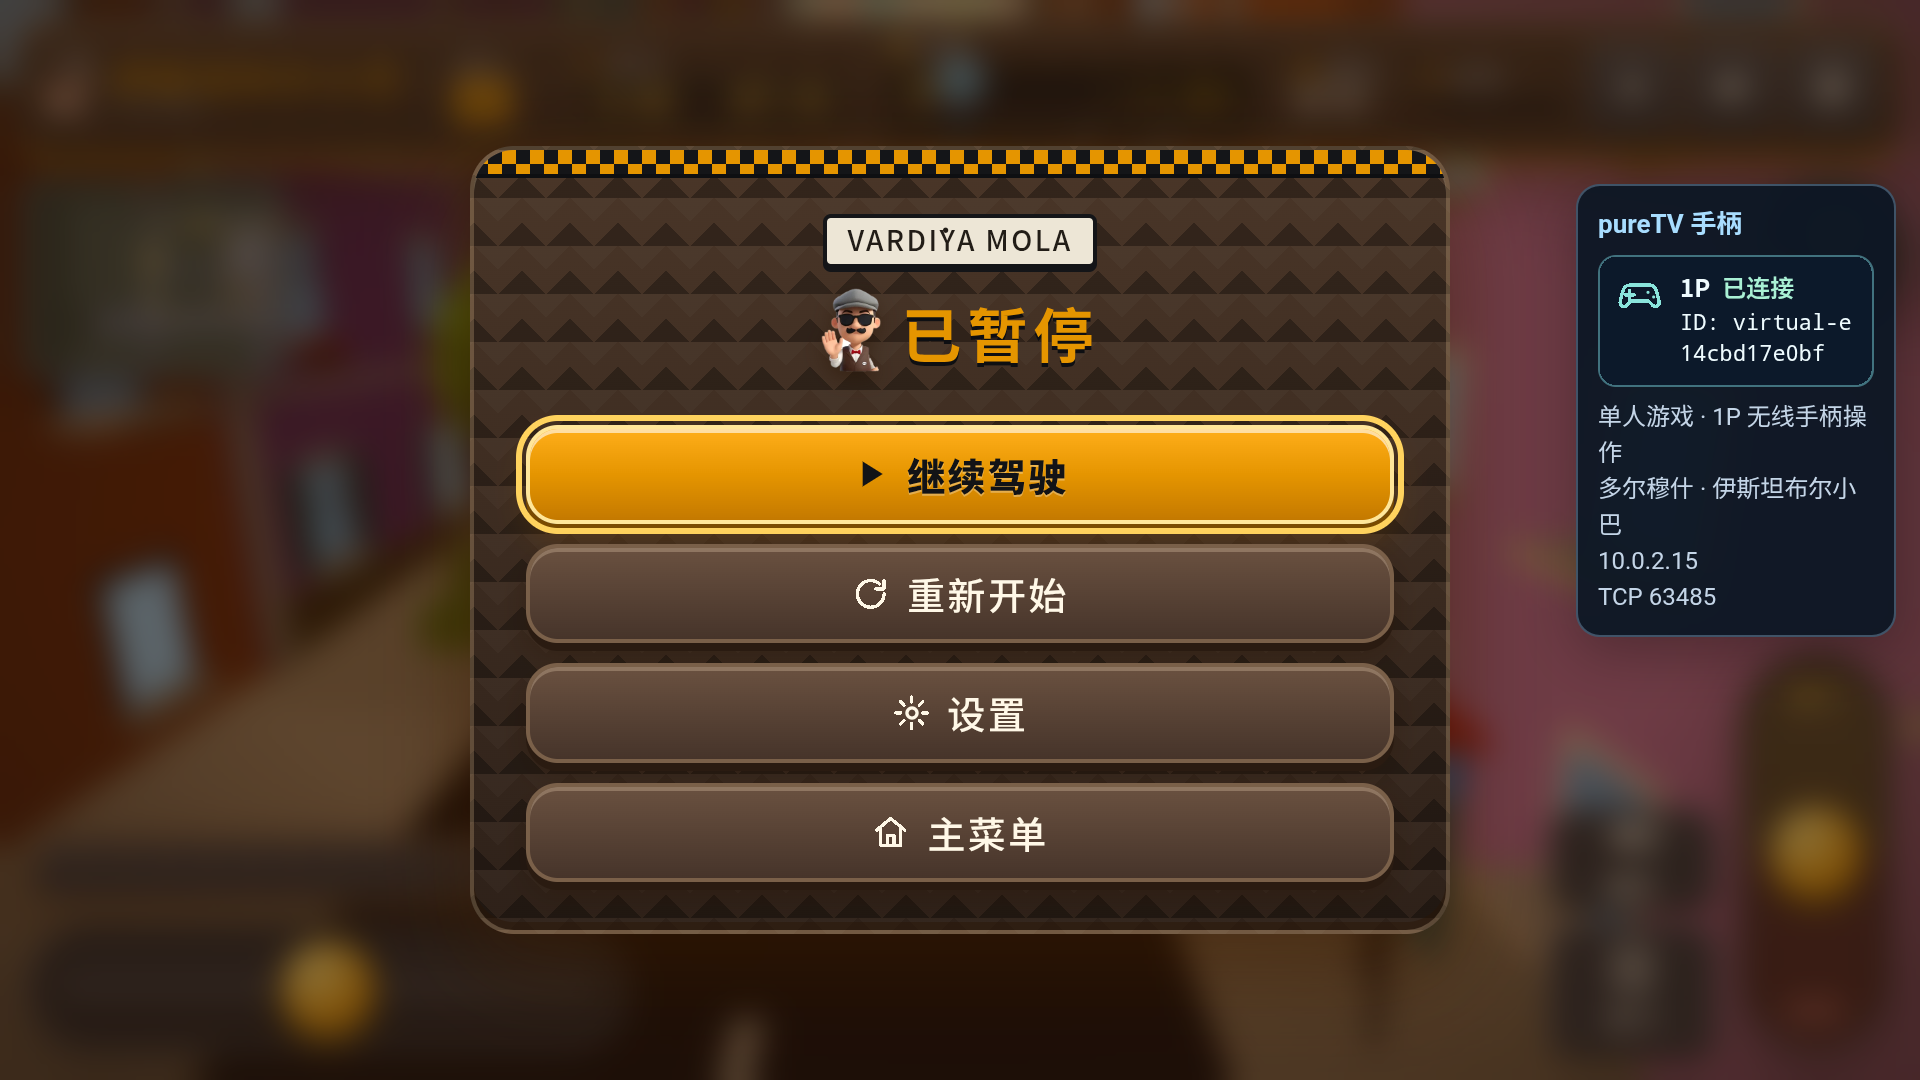 VARDİYA MOLA
已暂停
继续驾驶
重新开始
设置
主菜单
pureTV 手柄
1P 已连接
ID: virtual-e
14cbd17e0bf
单人游戏 · 1P 无线手柄操
作
多尔穆什 · 伊斯坦布尔小
巴
10.0.2.15
TCP 63485